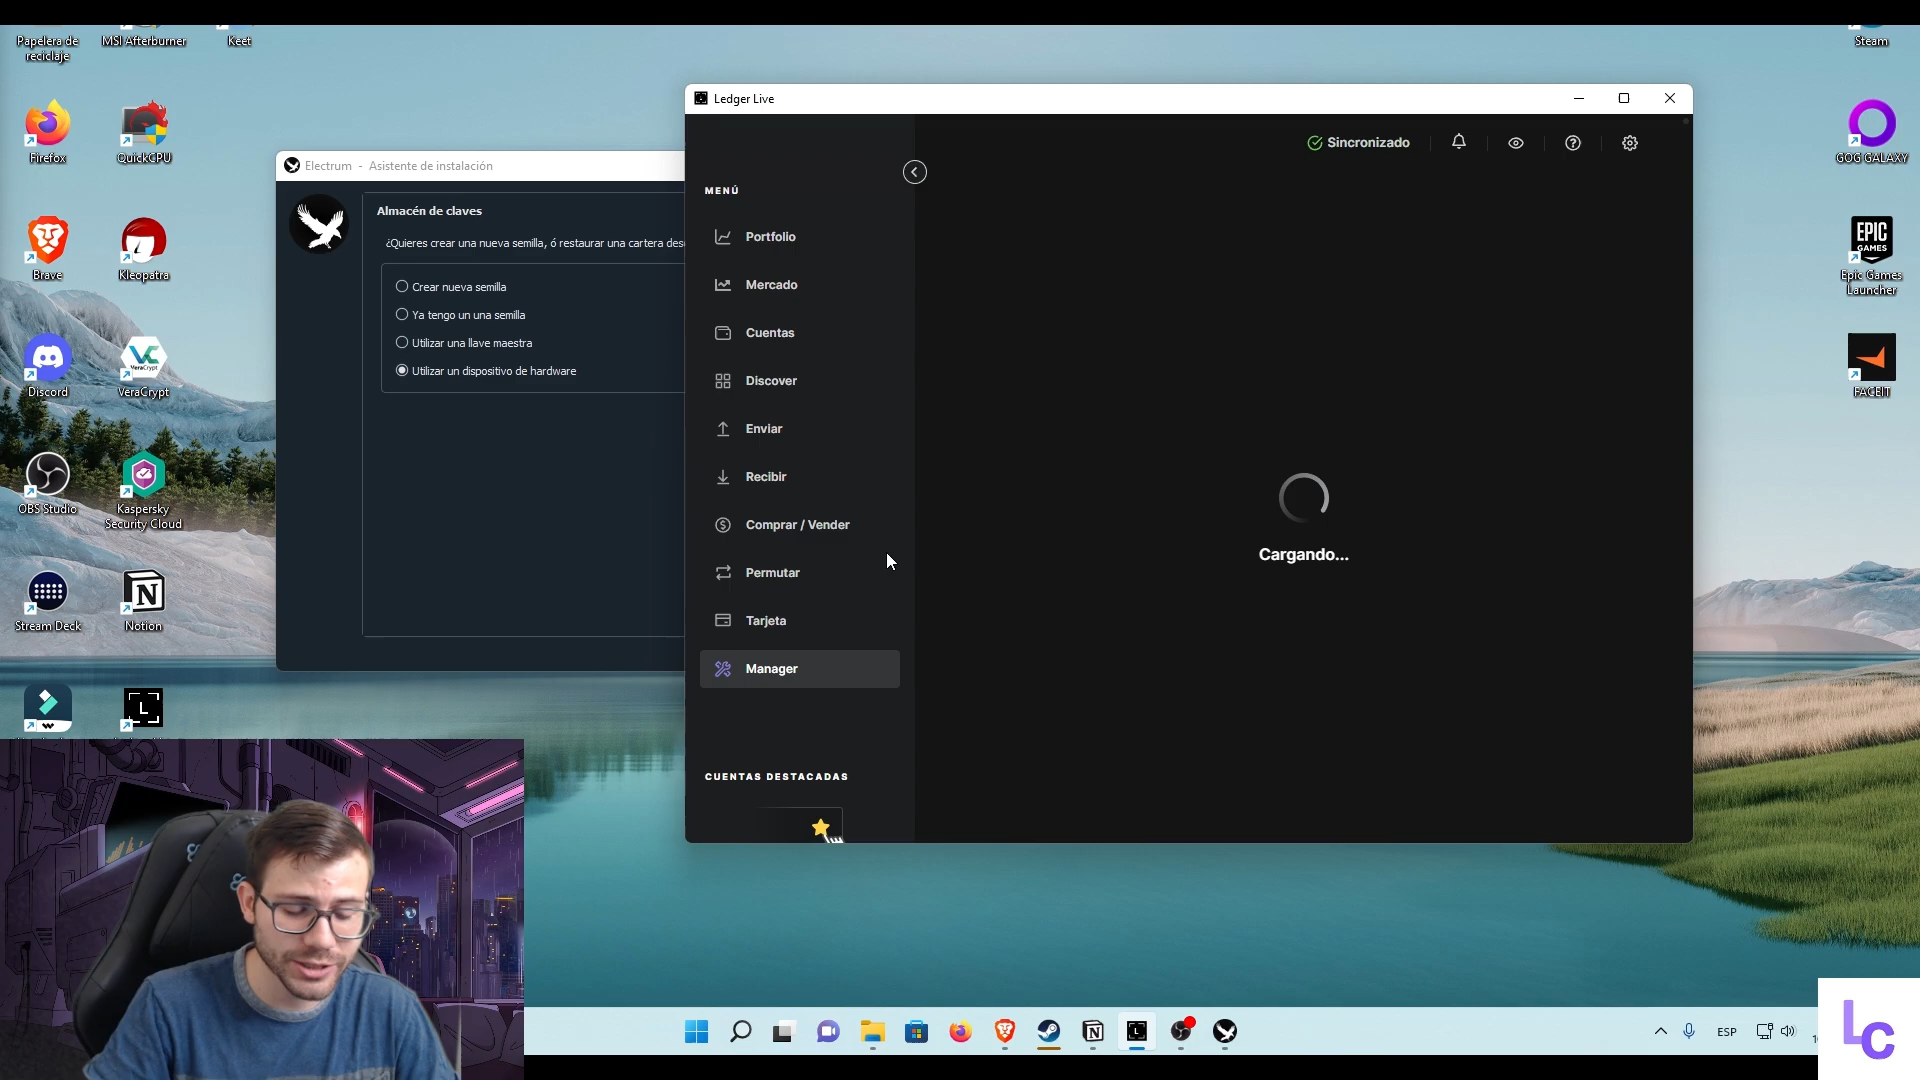 Papelera de
reciclaje
MSI Afterburner
Keet
Steam
Firefox
QuickCPU
GOG GALAXY
Brave
Kleopatra
EPIC
GAMES
Epic Games
Launcher
Discord
VeraCrypt
VeraCrypt
FACEIT
OBS Studio
Kaspersky
Security Cloud
Stream Deck
Notion
Electrum - Asistente de instalación
Almacén de claves
¿Quieres crear una nueva semilla, ó restaurar una cartera des
Crear nueva semilla
Ya tengo un una semilla
Utilizar una llave maestra
Utilizar un dispositivo de hardware
Ledger Live
Sincronizado
MENÚ
Portfolio
Mercado
Cuentas
Discover
Enviar
Recibir
Comprar / Vender
Permutar
Tarjeta
Manager
CUENTAS DESTACADAS
Cargando...
ESP
LC